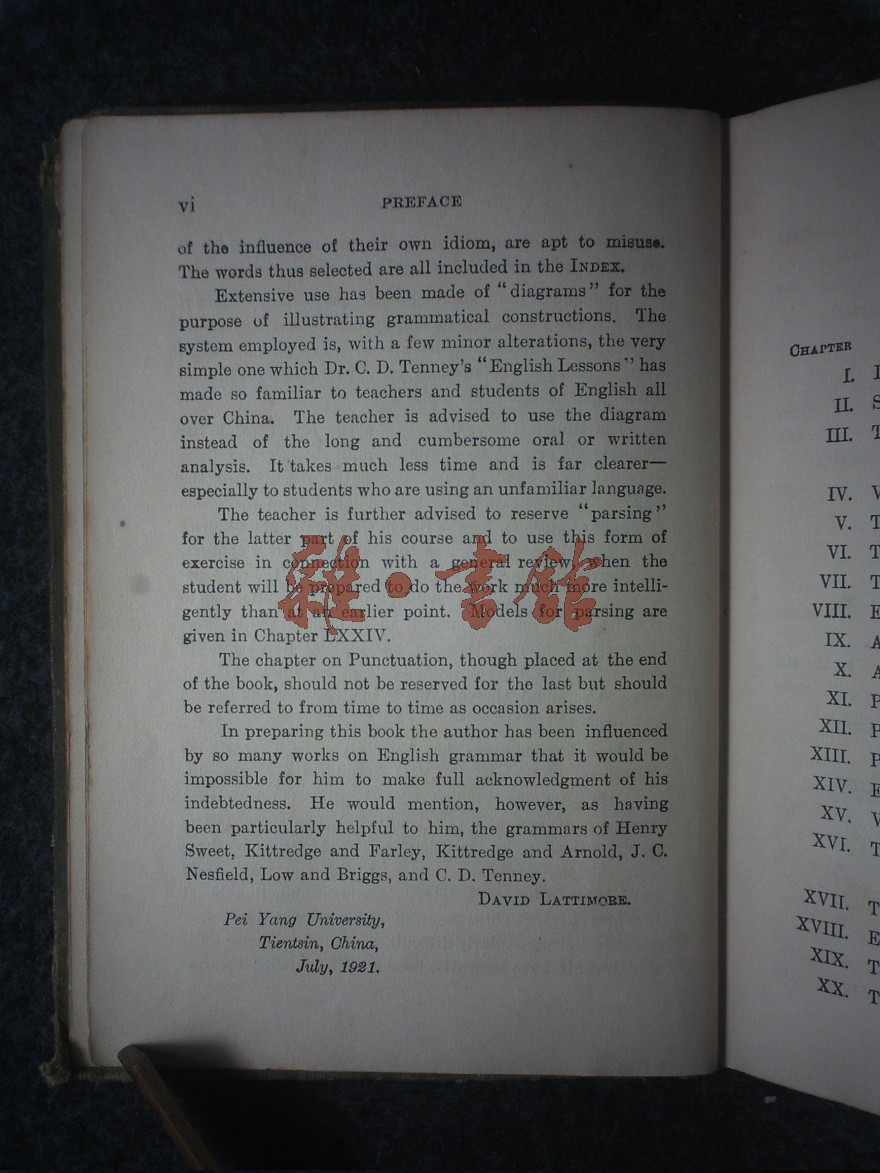 vi PREFACE
of the influence of their own idiom, are apt to misuse.
The words thus selected are all included in the INDEX.
Extensive use has been made of "diagrams" for the
purpose of illustrating grammatical constructions. The
system employed is, with a few minor alterations, the very
simple one which Dr. C. D. Tenney's "English Lessons" has
made so familiar to teachers and students of English all
over China. The teacher is advised to use the diagram
instead of the long and cumbersome oral or written
analysis. It takes much less time and is far clearer—
especially to students who are using an unfamiliar language.
The teacher is further advised to reserve "parsing"
for the latter part of his course and to use this form of
exercise in connection with a general review, when the
student will be prepared to do the work much more intelli-
gently than at an earlier point. Models for parsing are
given in Chapter LXXIV.
The chapter on Punctuation, though placed at the end
of the book, should not be reserved for the last but should
be referred to from time to time as occasion arises.
In preparing this book the author has been influenced
by so many works on English grammar that it would be
impossible for him to make full acknowledgment of his
indebtedness. He would mention, however, as having
been particularly helpful to him, the grammars of Henry
Sweet, Kittredge and Farley, Kittredge and Arnold, J. C.
Nesfield, Low and Briggs, and C. D. Tenney.
DAVID LATTIMORE.
Pei Yang University,
Tientsin, China,
July, 1921.
CHAPTER
I.
II.
III.
IV.
V.
VI.
VII.
VIII.
IX.
X.
XI.
XII.
XIII.
XIV.
XV.
XVI.
XVII.
XVIII.
XIX.
XX.
雅·書館